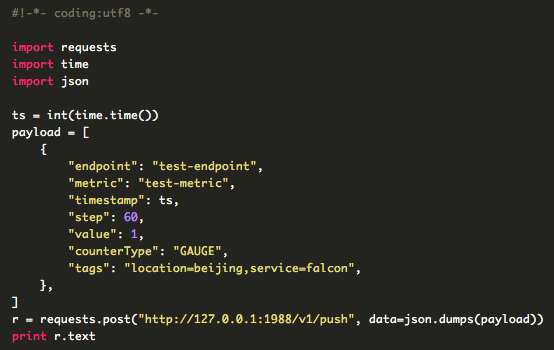 #!-*- coding:utf8 -*-
import requests
import time
import json
ts = int(time.time())
payload = [
    {
        "endpoint": "test-endpoint",
        "metric": "test-metric",
        "timestamp": ts,
        "step": 60,
        "value": 1,
        "counterType": "GAUGE",
        "tags": "location=beijing,service=falcon",
    },
]
r = requests.post("http://127.0.0.1:1988/v1/push", data=json.dumps(payload))
print r.text